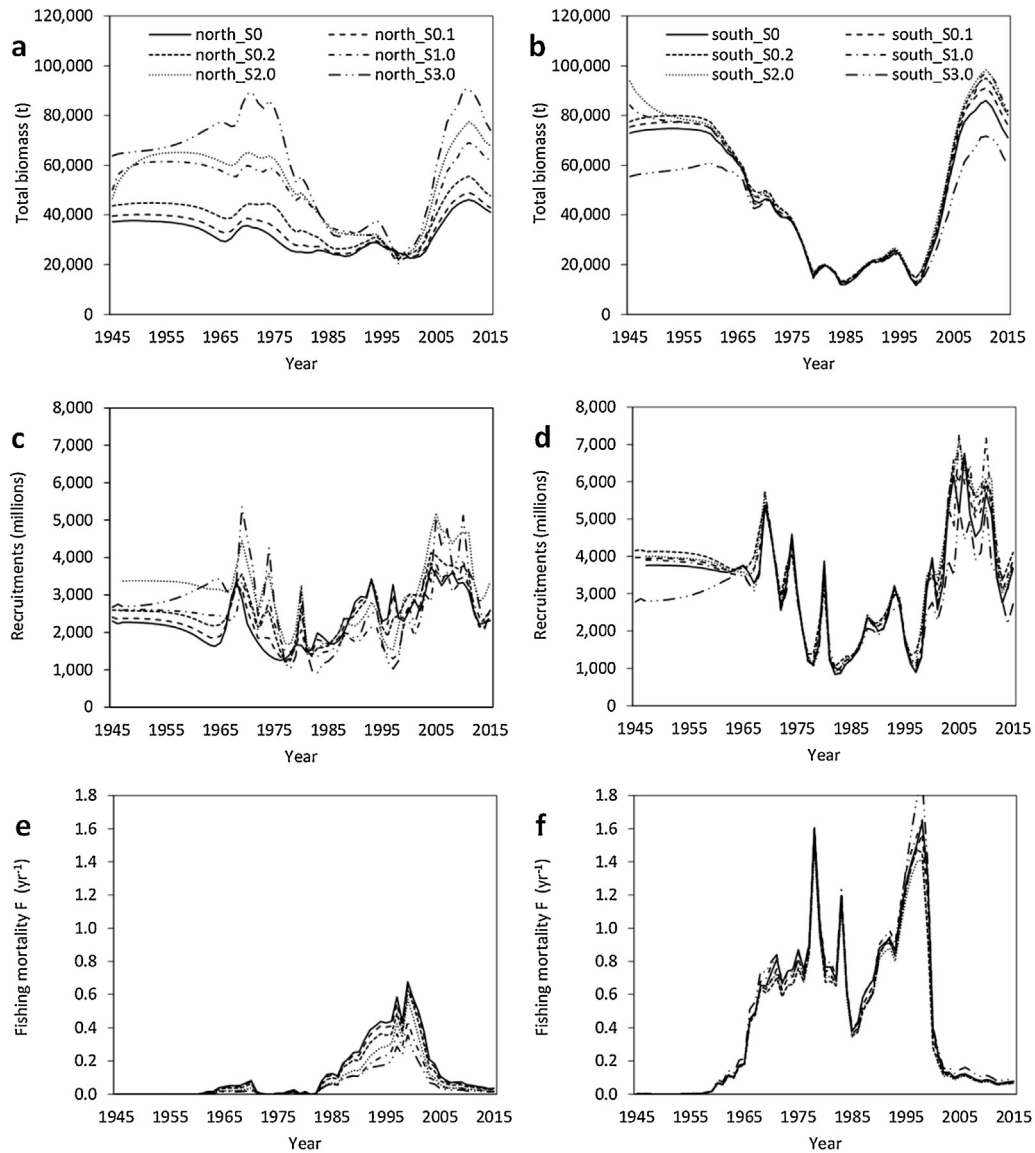 a
120,000
100,000
80,000
60,000
40,000
20,000
0
Total biomass (t)
north_S0
north_S0.1
north_S0.2
north_S1.0
north_S2.0
north_S3.0
1945 1955 1965 1975 1985 1995 2005 2015
Year
b
120,000
100,000
80,000
60,000
40,000
20,000
0
Total biomass (t)
south_S0
south_S0.1
south_S0.2
south_S1.0
south_S2.0
south_S3.0
1945 1955 1965 1975 1985 1995 2005 2015
Year
c
8,000
7,000
6,000
5,000
4,000
3,000
2,000
1,000
0
Recruitments (millions)
1945 1955 1965 1975 1985 1995 2005 2015
Year
d
8,000
7,000
6,000
5,000
4,000
3,000
2,000
1,000
0
Recruitments (millions)
1945 1955 1965 1975 1985 1995 2005 2015
Year
e
1.8
1.6
1.4
1.2
1.0
0.8
0.6
0.4
0.2
0.0
Fishing mortality F (yr⁻¹)
1945 1955 1965 1975 1985 1995 2005 2015
Year
f
1.8
1.6
1.4
1.2
1.0
0.8
0.6
0.4
0.2
0.0
Fishing mortality F (yr⁻¹)
1945 1955 1965 1975 1985 1995 2005 2015
Year